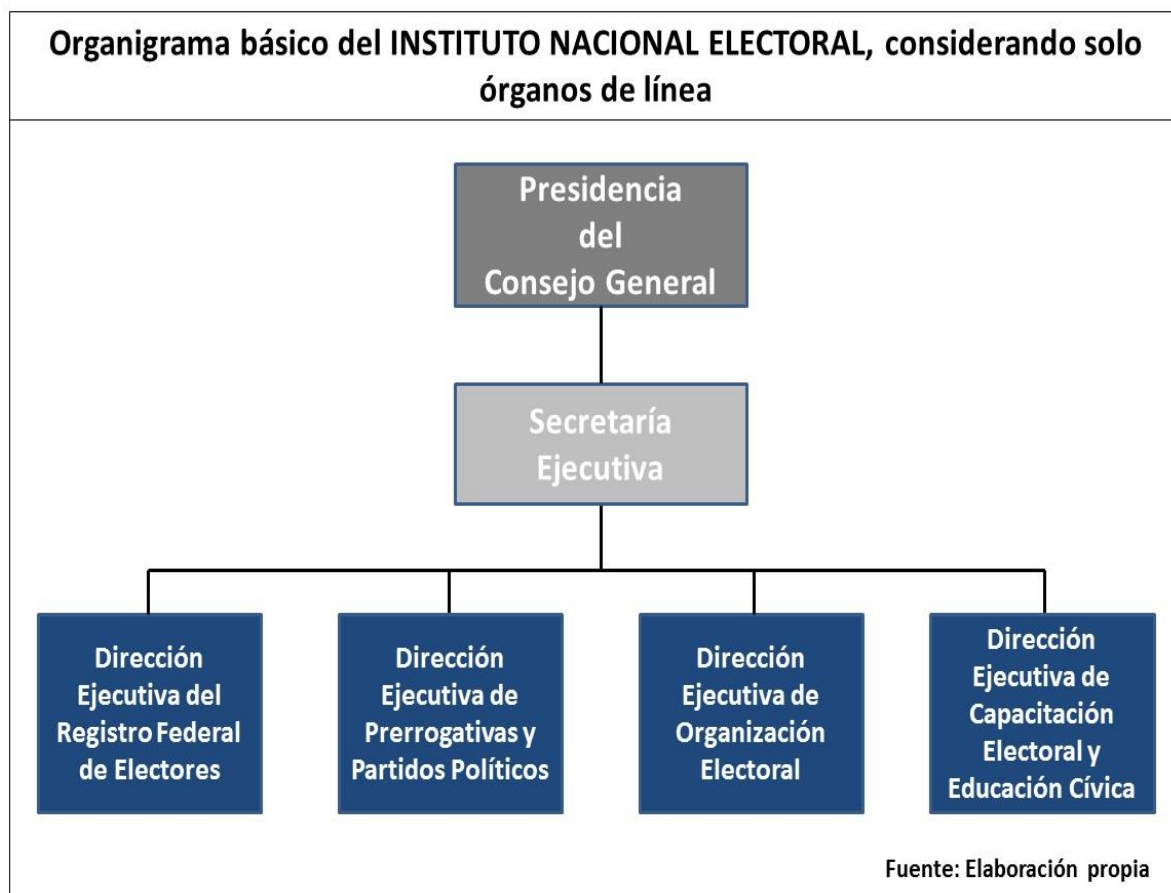 Organigrama básico del INSTITUTO NACIONAL ELECTORAL, considerando solo
órganos de línea
Presidencia
del
Consejo General
Secretaría
Ejecutiva
Dirección
Ejecutiva del
Registro Federal
de Electores
Dirección
Ejecutiva de
Prerrogativas y
Partidos Políticos
Dirección
Ejecutiva de
Organización
Electoral
Dirección
Ejecutiva de
Capacitación
Electoral y
Educación Cívica
Fuente: Elaboración propia